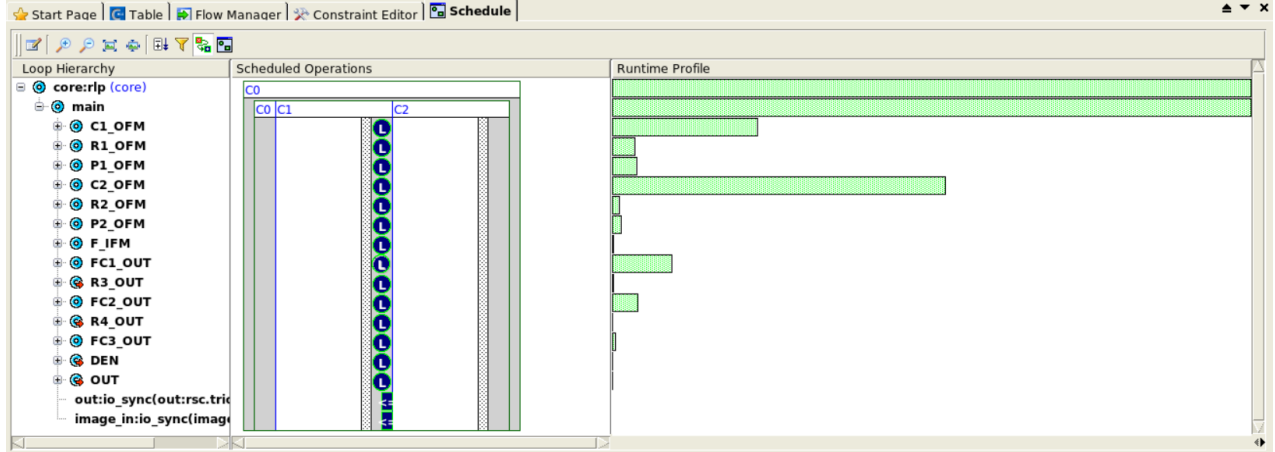 Start Page Table Flow Manager Constraint Editor Schedule
Loop Hierarchy Scheduled Operations Runtime Profile
core:rlp (core) C0
main C0 C1 C2
C1_OFM L
R1_OFM L
P1_OFM L
C2_OFM L
R2_OFM L
P2_OFM L
F_IFM L
FC1_OUT L
R3_OUT L
FC2_OUT L
R4_OUT L
FC3_OUT L
DEN L
OUT L
out:io_sync(out:rsc.tri
image_in:io_sync(image